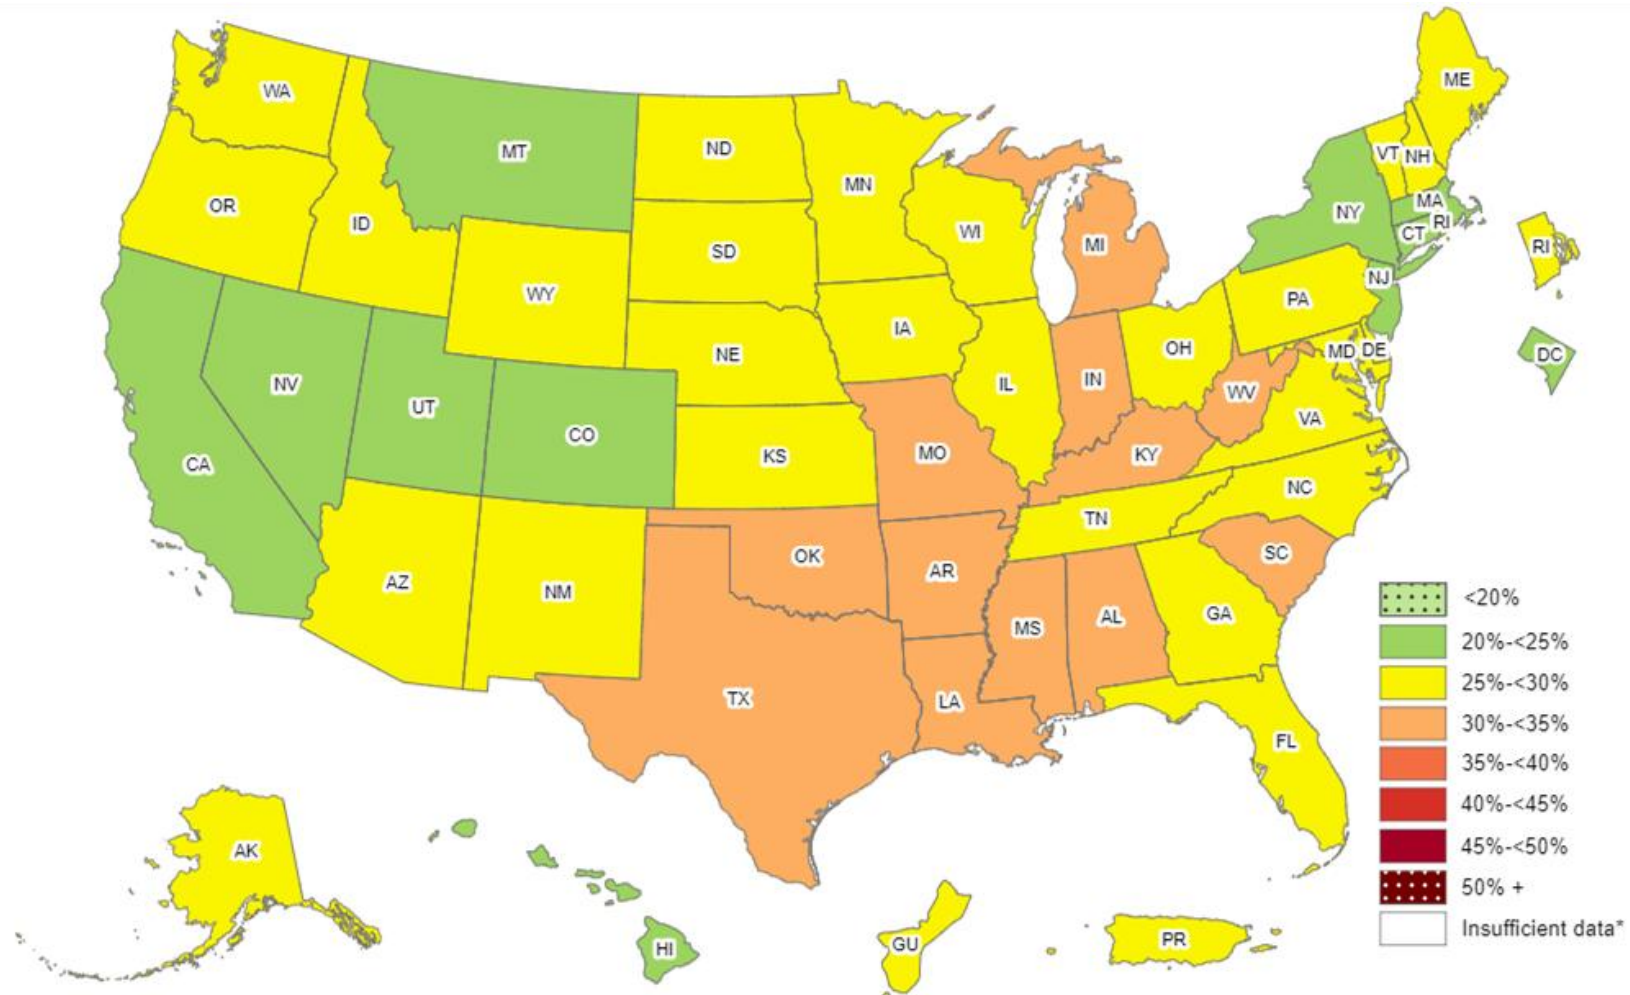 WA
ME
MT
ND
VT
NH
MN
OR
ID
MA
NY
RI
CT
WI
MI
SD
RI
NJ
WY
PA
IA
OH
MD
DE
DC
NE
NV
IL
IN
WV
UT
VA
CO
CA
KS
MO
KY
NC
TN
OK
SC
AZ
AR
NM
MS
AL
GA
TX
LA
FL
AK
HI
GU
PR
<20%
20%-<25%
25%-<30%
30%-<35%
35%-<40%
40%-<45%
45%-<50%
50% +
Insufficient data*